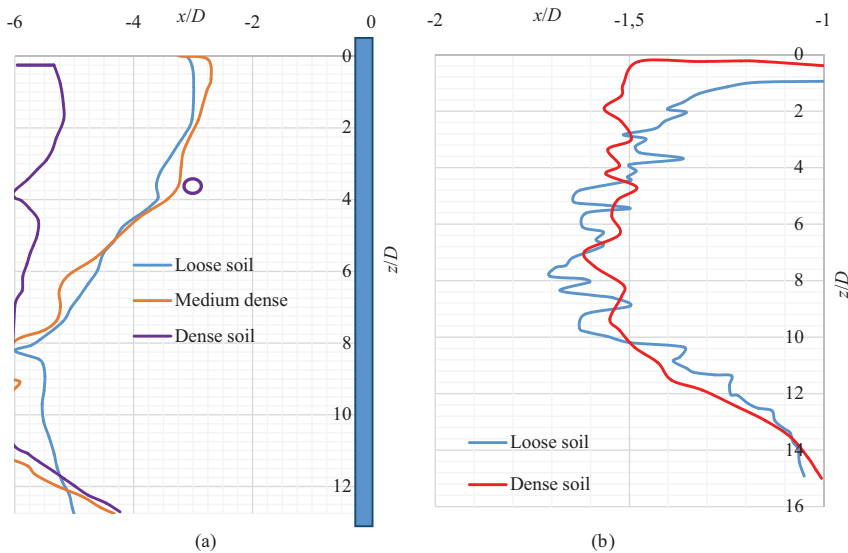 -6 -4 x/D -2 0
0
2
4
6
8
10
12
z/D
Loose soil
Medium dense
Dense soil
(a)
-2 x/D -1,5 -1
0
2
4
6
8
10
12
14
16
z/D
Loose soil
Dense soil
(b)